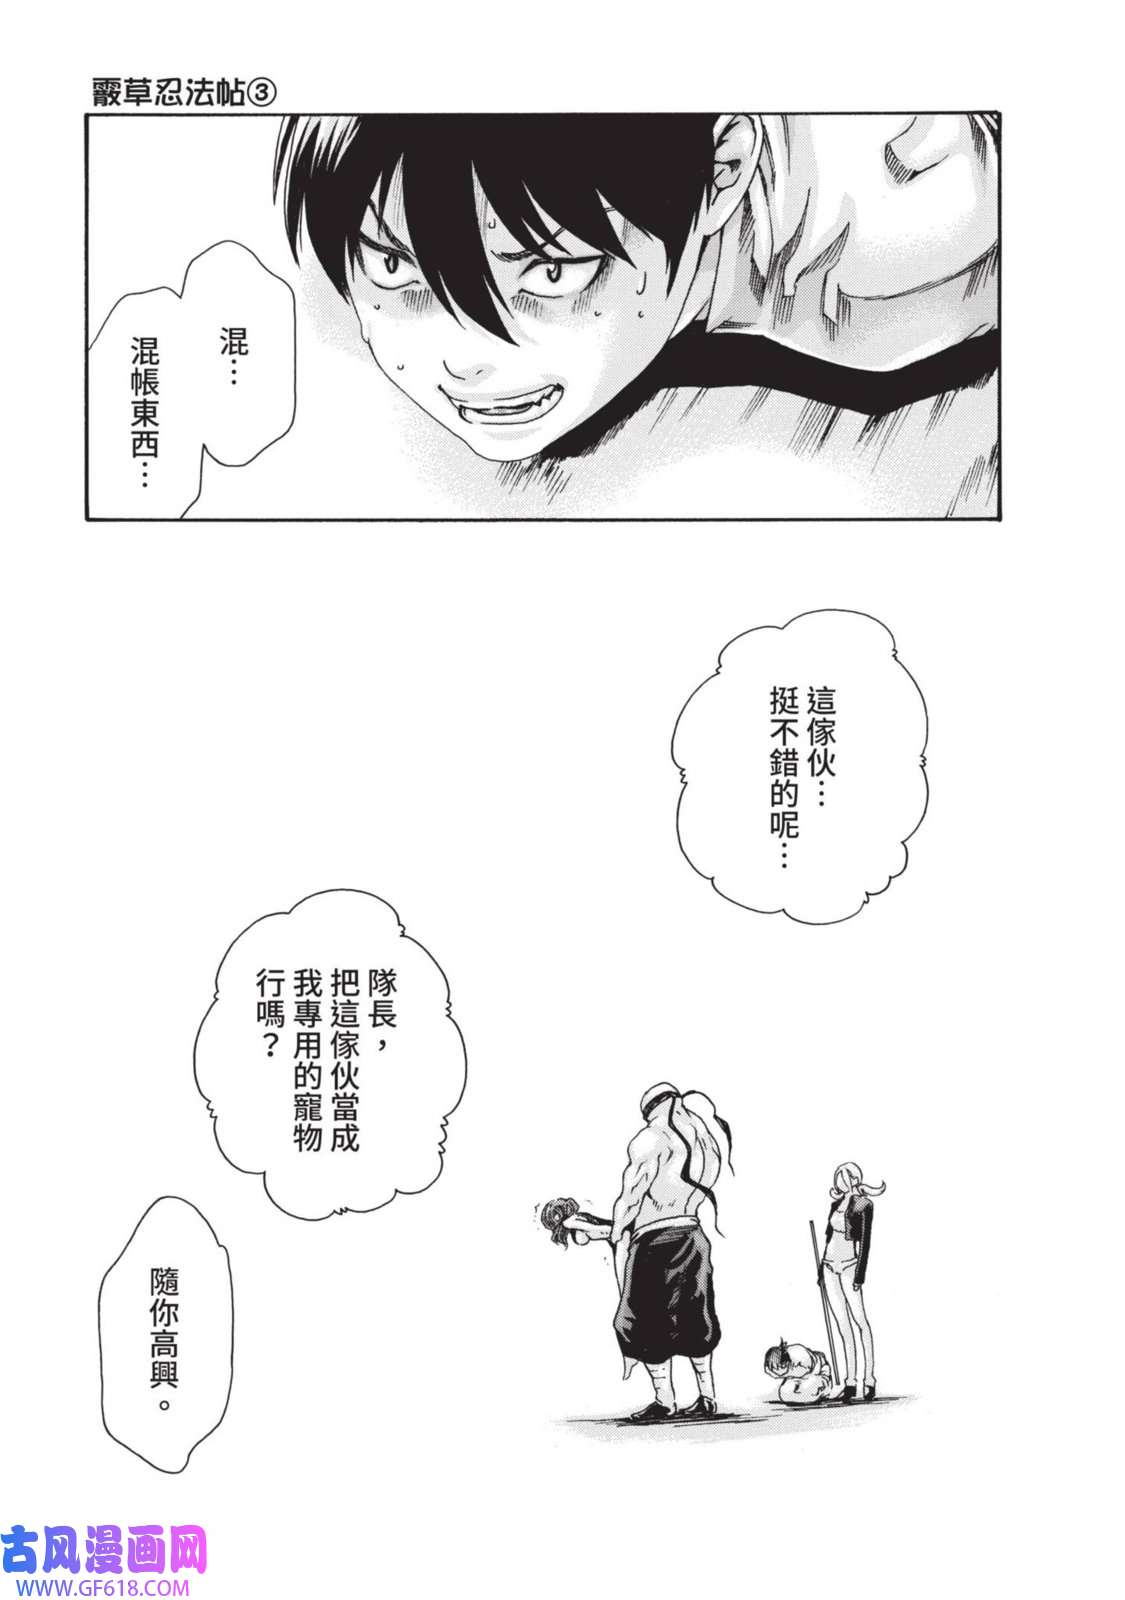 霰草忍法帖③
混…
混帳東西…
這傢伙…
挺不錯的呢…
隊長，
把這傢伙當成
我專用的寵物
行嗎？
隨你高興。
古风漫画网
WWW.GF618.COM